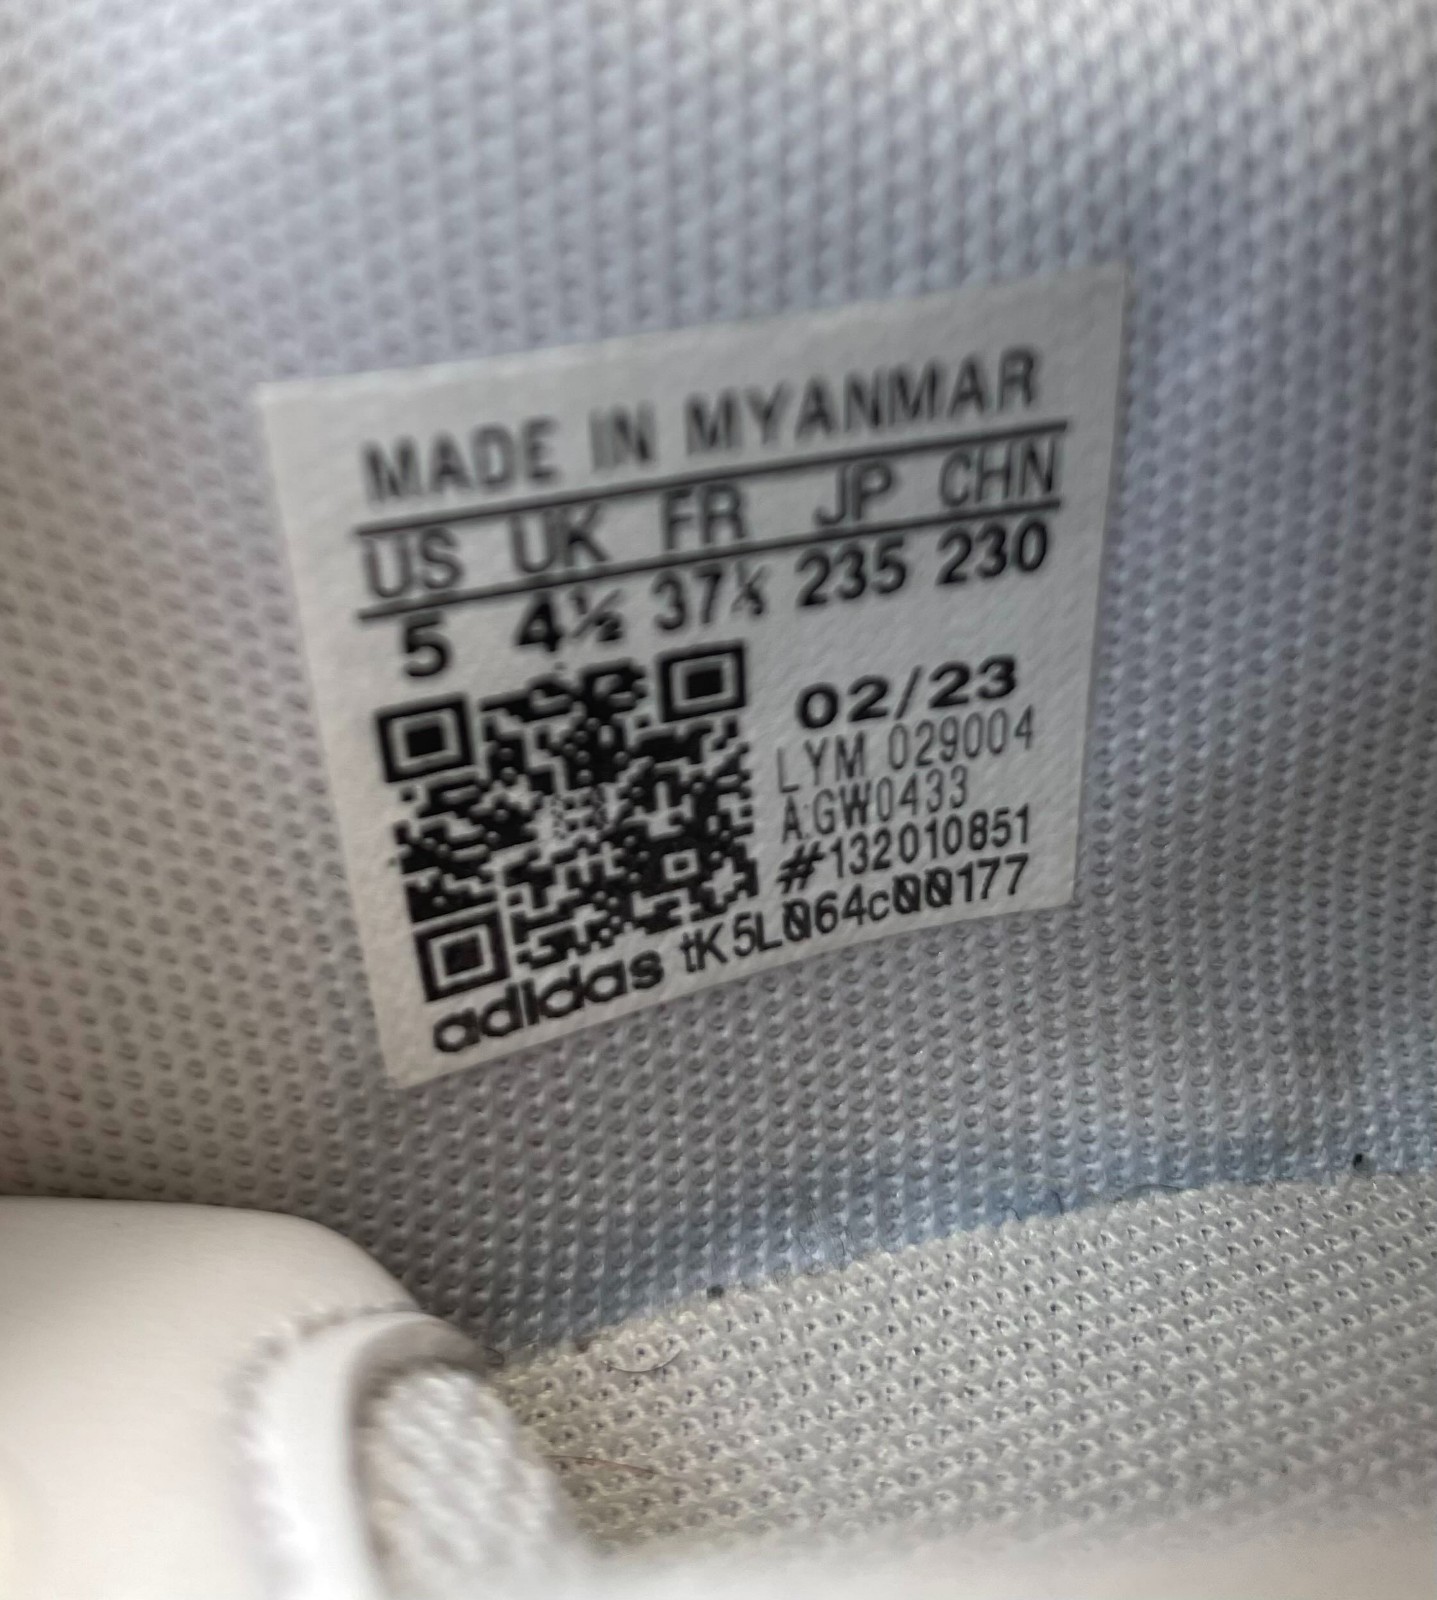 MADE IN MYANMAR
US UK FR JP CHN
5 4½ 37⅓ 235 230
02/23
LYM 029004
A:GW0433
#132010851
adidas tK5L064c00177